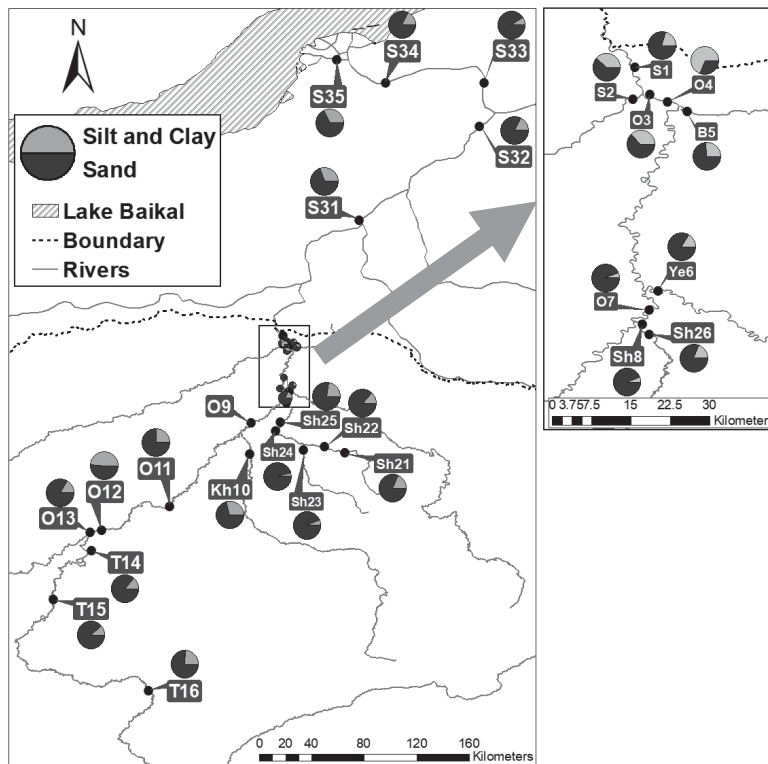 N
Silt and Clay
Sand
Lake Baikal
Boundary
Rivers
S34
S33
S35
S32
S31
O9
Sh25
Sh22
O11
Sh24
Sh21
Kh10
Sh23
O12
O13
T14
T15
T16
0 20 40 80 120 160
Kilometers
S1
O4
S2
O3
B5
Ye6
O7
Sh26
Sh8
0 3.757.5 15 22.5 30
Kilometer